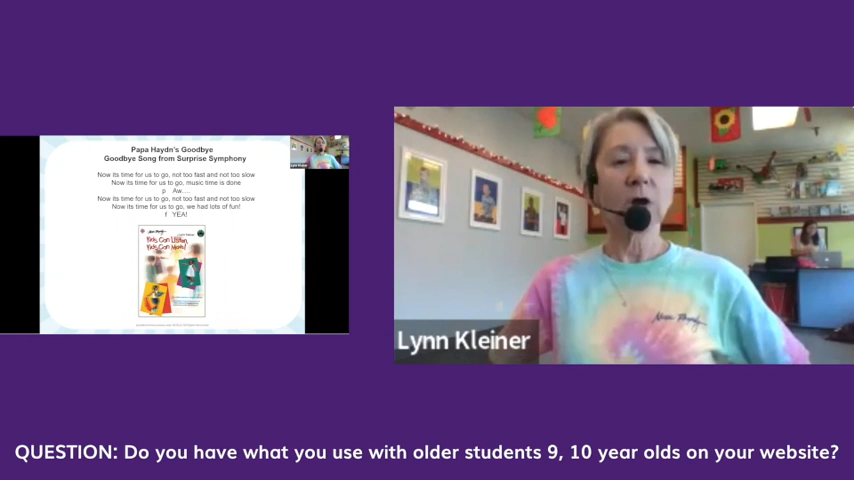 Papa Haydn's Goodbye
Goodbye Song from Surprise Symphony
Now its time for us to go, not too fast and not too slow
Now its time for us to go, music time is done
p Aw....
Now its time for us to go, not too fast and not too slow
Now its time for us to go, we had lots of fun!
f YEA!
Kids Can Listen,
Kids Can Move!
Music Rhapsody
Lynn Kleiner
QUESTION: Do you have what you use with older students 9, 10 year olds on your website?